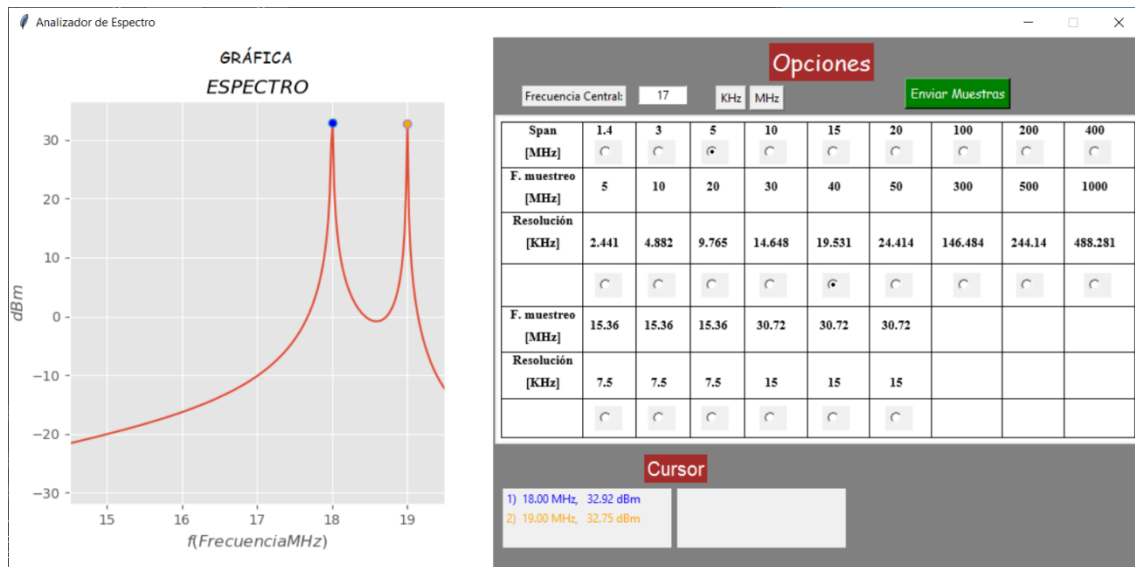 Analizador de Espectro
GRÁFICA
ESPECTRO
30
20
10
0
−10
−20
−30
dBm
15 16 17 18 19
f(FrecuenciaMHz)
Opciones
Frecuencia Central: 17 KHz MHz Enviar Muestras
Span 1.4 3 5 10 15 20 100 200 400
[MHz]
F. muestreo
5 10 20 30 40 50 300 500 1000
[MHz]
Resolución
[KHz] 2.441 4.882 9.765 14.648 19.531 24.414 146.484 244.14 488.281
F. muestreo
15.36 15.36 15.36 30.72 30.72 30.72
[MHz]
Resolución
[KHz] 7.5 7.5 7.5 15 15 15
Cursor
1) 18.00 MHz, 32.92 dBm
2) 19.00 MHz, 32.75 dBm